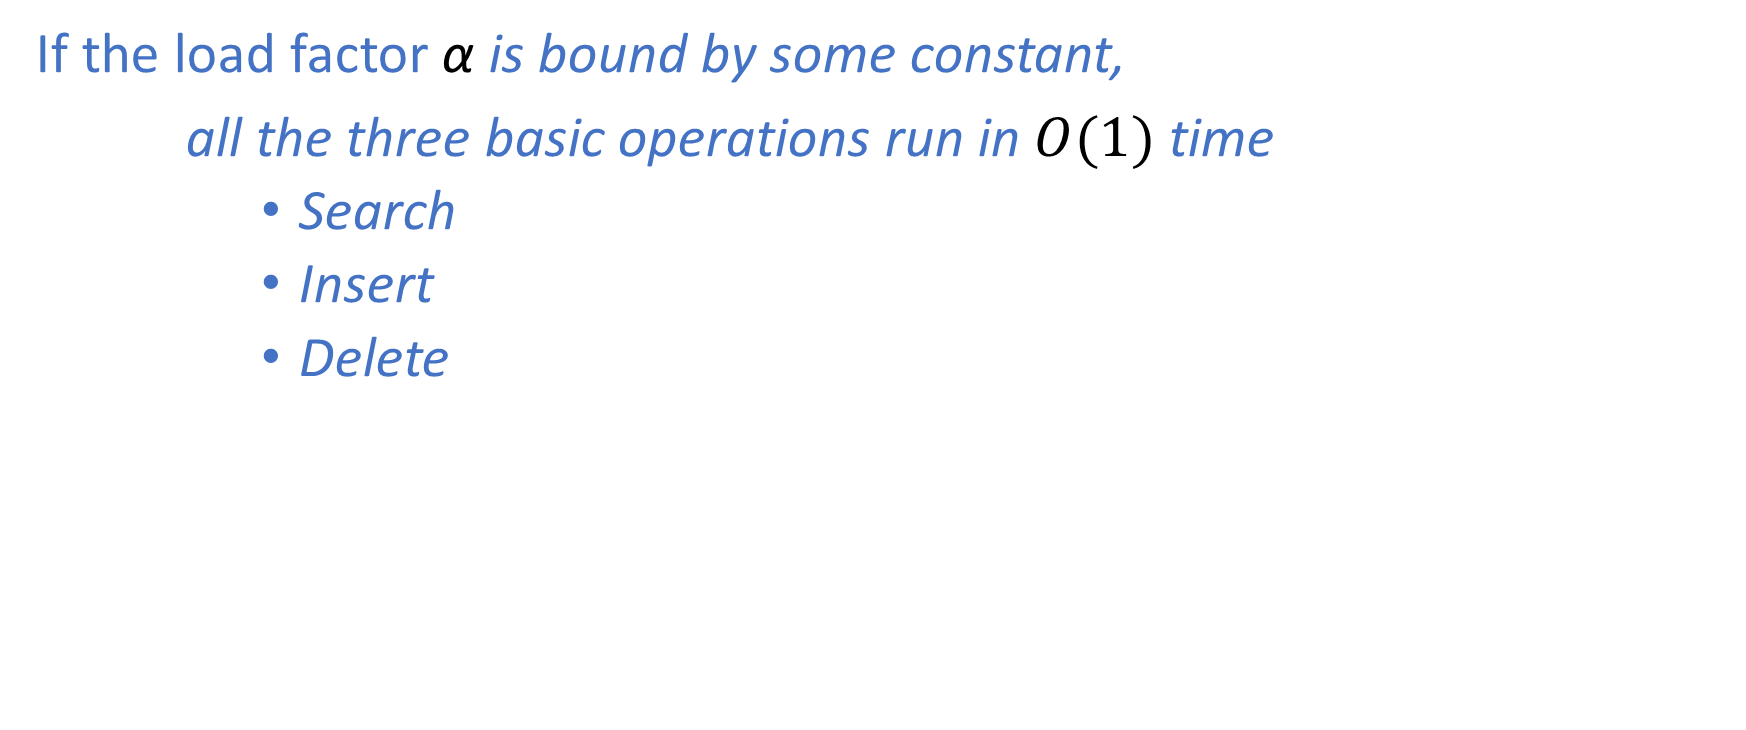 If the load factor α is bound by some constant,
all the three basic operations run in O(1) time
• Search
• Insert
• Delete